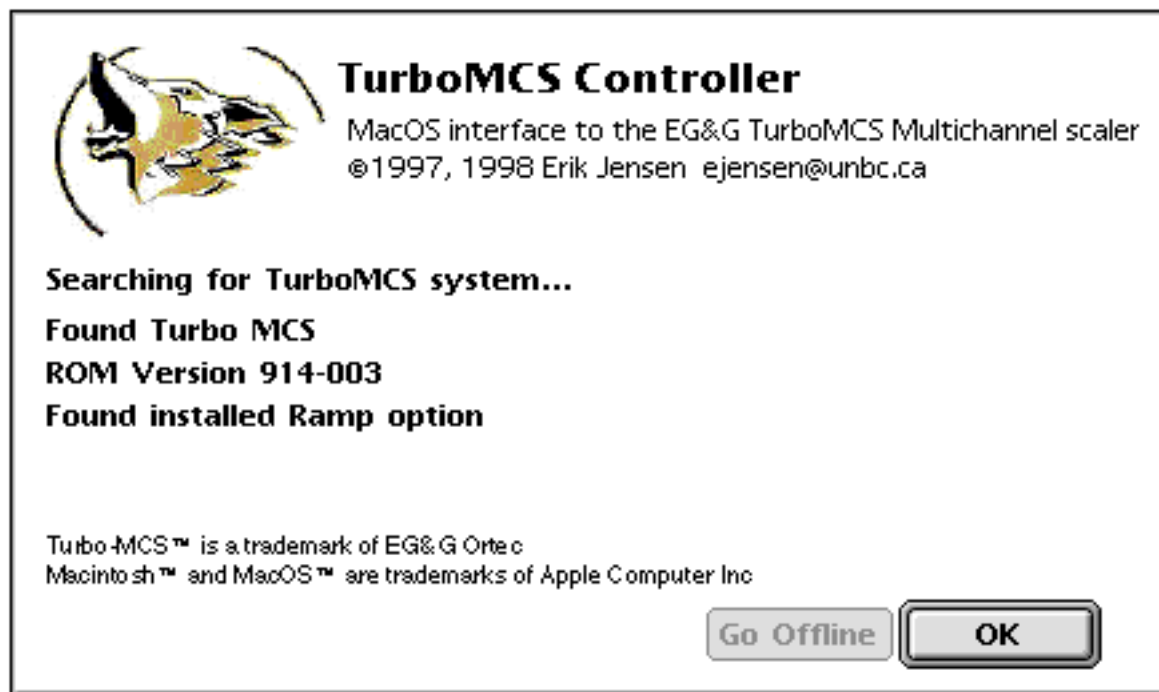 TurboMCS Controller
MacOS interface to the EG&G TurboMCS Multichannel scaler
©1997, 1998 Erik Jensen ejensen@unbc.ca
Searching for TurboMCS system...
Found Turbo MCS
ROM Version 914-003
Found installed Ramp option
Turbo-MCS™ is a trademark of EG&G Ortec
Macintosh™ and MacOS™ are trademarks of Apple Computer Inc
Go Offline
OK